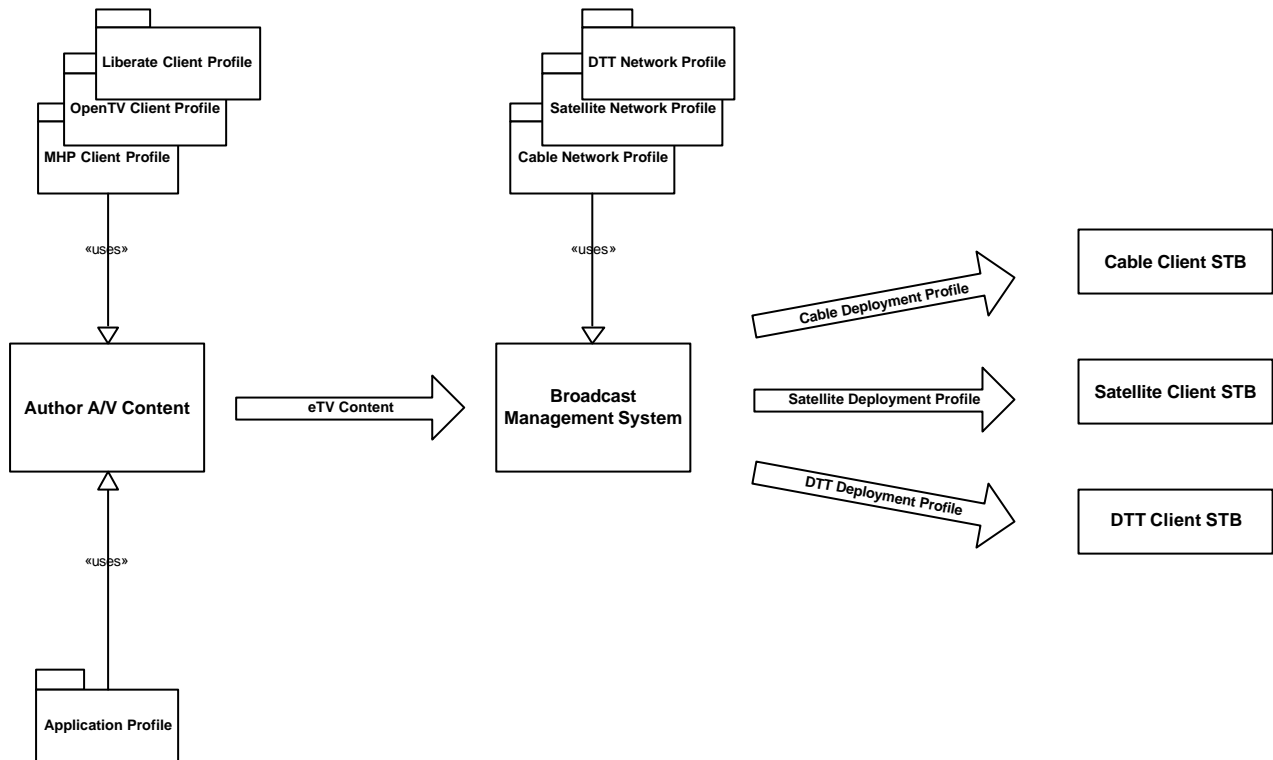 Liberate Client Profile
OpenTV Client Profile
MHP Client Profile
DTT Network Profile
Satellite Network Profile
Cable Network Profile
«uses»
«uses»
Cable Client STB
Cable Deployment Profile
Author A/V Content
eTV Content
Broadcast
Management System
Satellite Deployment Profile
Satellite Client STB
DTT Deployment Profile
DTT Client STB
«uses»
Application Profile